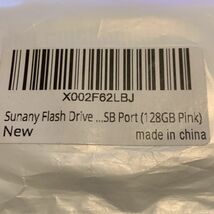 X002F62LBJ
Sunany Flash Drive ...SB Port (128GB Pink)
New
made in china